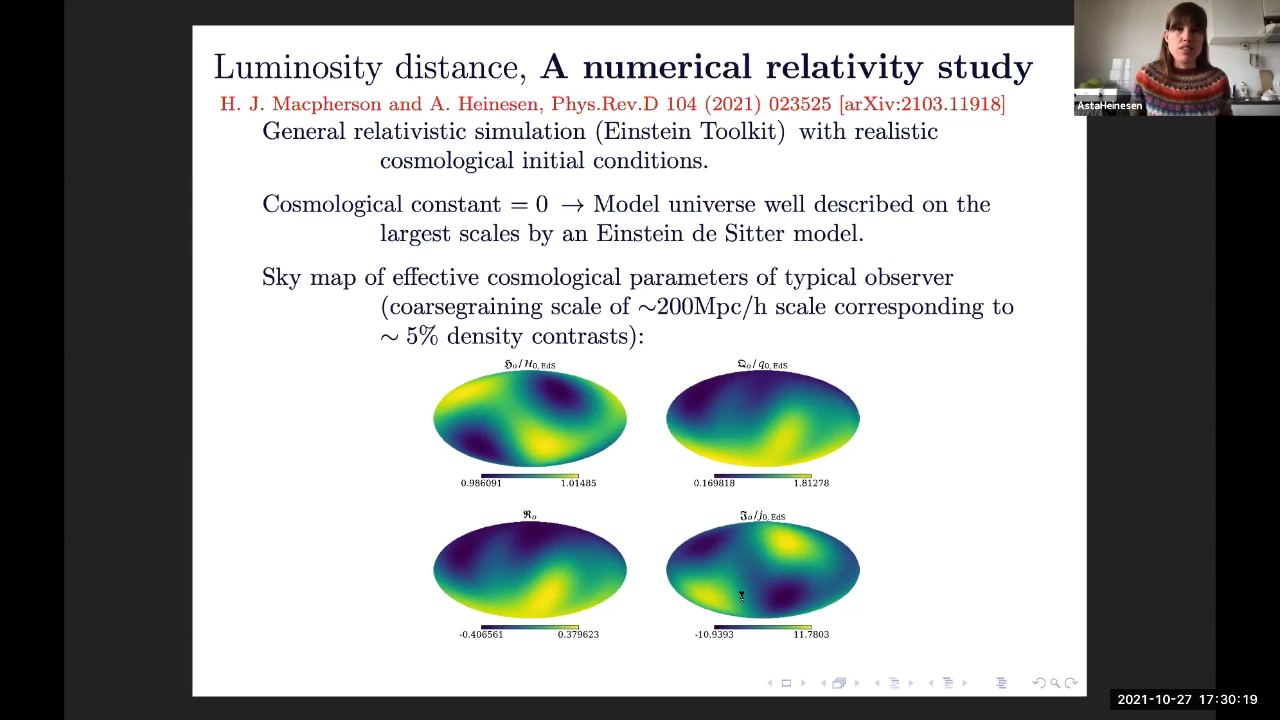 Luminosity distance, A numerical relativity study
H. J. Macpherson and A. Heinesen, Phys.Rev.D 104 (2021) 023525 [arXiv:2103.11918]
General relativistic simulation (Einstein Toolkit) with realistic
cosmological initial conditions.
Cosmological constant = 0 → Model universe well described on the
largest scales by an Einstein de Sitter model.
Sky map of effective cosmological parameters of typical observer
(coarsegraining scale of ∼200Mpc/h scale corresponding to
∼ 5% density contrasts):
ℌₒ/ℋ₀,EdS
𝔔ₒ/q₀,EdS
0.986091 1.01485
0.169818 1.81278
ℜₒ
𝔍ₒ/j₀,EdS
-0.406561 0.379623
-10.9393 11.7803
AstaHeinesen
2021-10-27 17:30:19